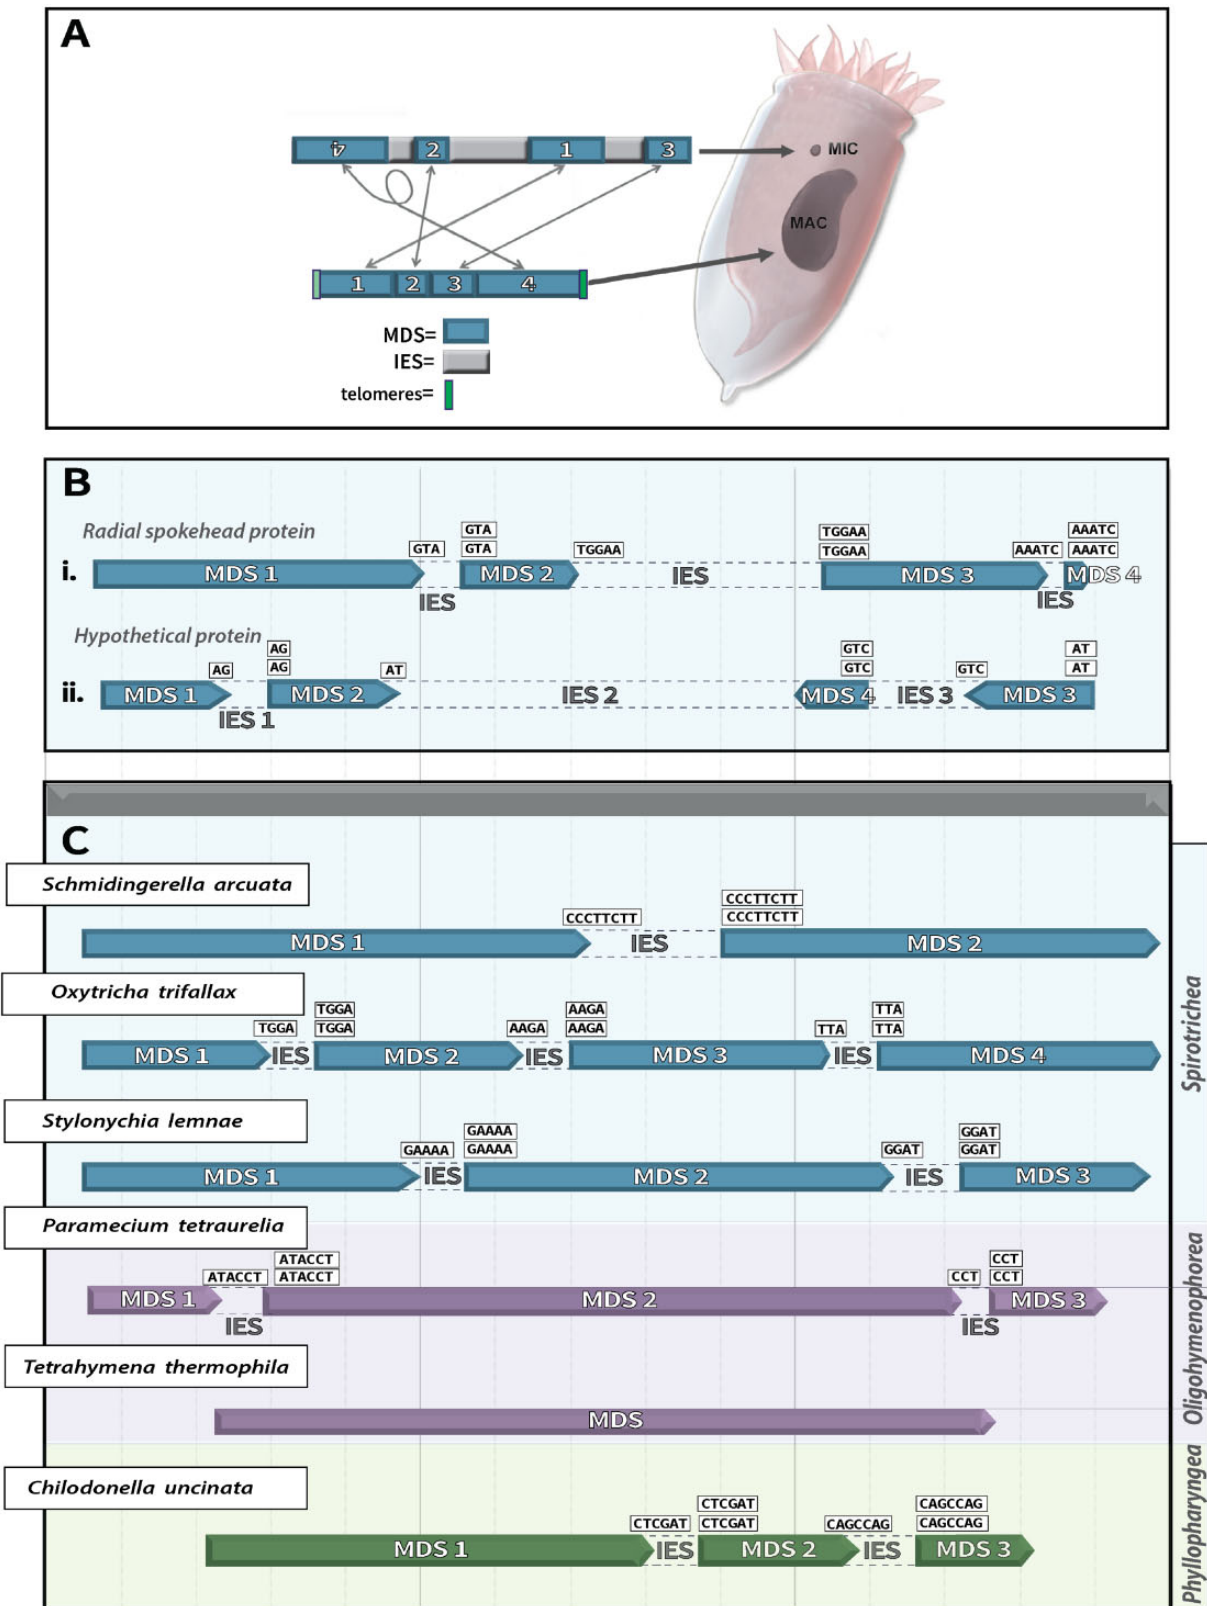 A
4 2 1 3
MIC
MAC
1 2 3 4
MDS=
IES=
telomeres=
B
Radial spokehead protein
GTA TGGAA AAATC
GTA GTA TGGAA TGGAA AAATC AAATC
i. MDS 1 MDS 2 IES MDS 3 MDS 4
IES IES
Hypothetical protein
AG GTC AT
AG AG AT GTC GTC AT
ii. MDS 1 MDS 2 IES 2 MDS 4 IES 3 MDS 3
IES 1
C
Schmidingerella arcuata
CCCTTCTT
CCCTTCTT CCCTTCTT
MDS 1 IES MDS 2
Oxytricha trifallax
TGGA AAGA TTA
TGGA TGGA AAGA AAGA TTA TTA
MDS 1 IES MDS 2 IES MDS 3 IES MDS 4
Stylonychia lemnae
GAAAA GGAT
GAAAA GAAAA GGAT GGAT
MDS 1 IES MDS 2 IES MDS 3
Spirotrichea
Paramecium tetraurelia
ATACCT CCT
ATACCT ATACCT CCT CCT
MDS 1 MDS 2 MDS 3
IES IES
Tetrahymena thermophila
MDS
Oligohymenophorea
Chilodonella uncinata
CTCGAT CAGCCAG
CTCGAT CTCGAT CAGCCAG CAGCCAG
MDS 1 IES MDS 2 IES MDS 3
Phyllopharyngea